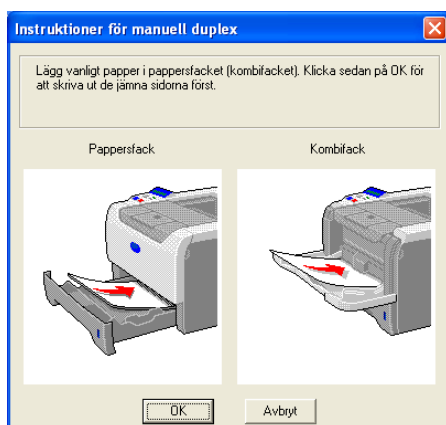 Instruktioner för manuell duplex
Lägg vanligt papper i pappersfacket (kombifacket). Klicka sedan på OK för
att skriva ut de jämna sidorna först.
Pappersfack
Kombifack
OK
Avbryt